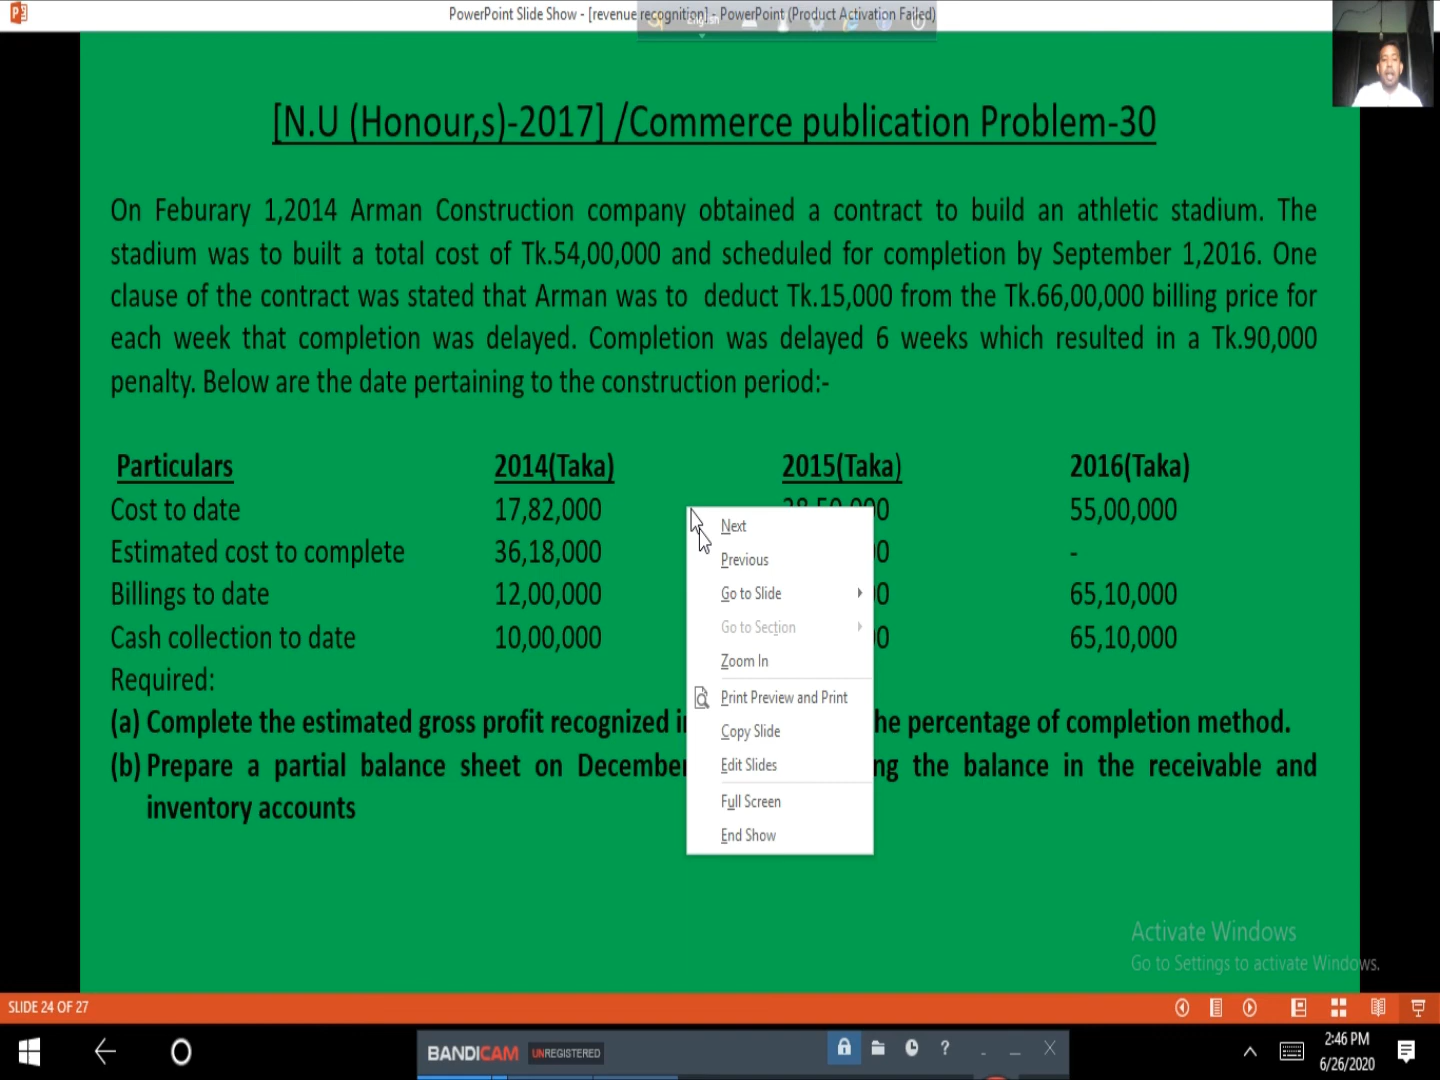 PowerPoint Slide Show - [revenue recognition] - PowerPoint (Product Activation Failed)
[N.U (Honour,s)-2017] /Commerce publication Problem-30
On Feburary 1,2014 Arman Construction company obtained a contract to build an athletic stadium. The
stadium was to built a total cost of Tk.54,00,000 and scheduled for completion by September 1,2016. One
clause of the contract was stated that Arman was to deduct Tk.15,000 from the Tk.66,00,000 billing price for
each week that completion was delayed. Completion was delayed 6 weeks which resulted in a Tk.90,000
penalty. Below are the date pertaining to the construction period:-
Particulars 2014(Taka) 2015(Taka) 2016(Taka)
Cost to date 17,82,000 55,00,000
Estimated cost to complete 36,18,000 0 -
Billings to date 12,00,000 0 65,10,000
Cash collection to date 10,00,000 0 65,10,000
Required:
(a) Complete the estimated gross profit recognized he percentage of completion method.
(b) Prepare a partial balance sheet on December ng the balance in the receivable and
inventory accounts
Next
Previous
Go to Slide
Go to Section
Zoom In
Print Preview and Print
Copy Slide
Edit Slides
Full Screen
End Show
Activate Windows
Go to Settings to activate Windows.
SLIDE 24 OF 27
BANDICAM UNREGISTERED
2:46 PM
6/26/2020